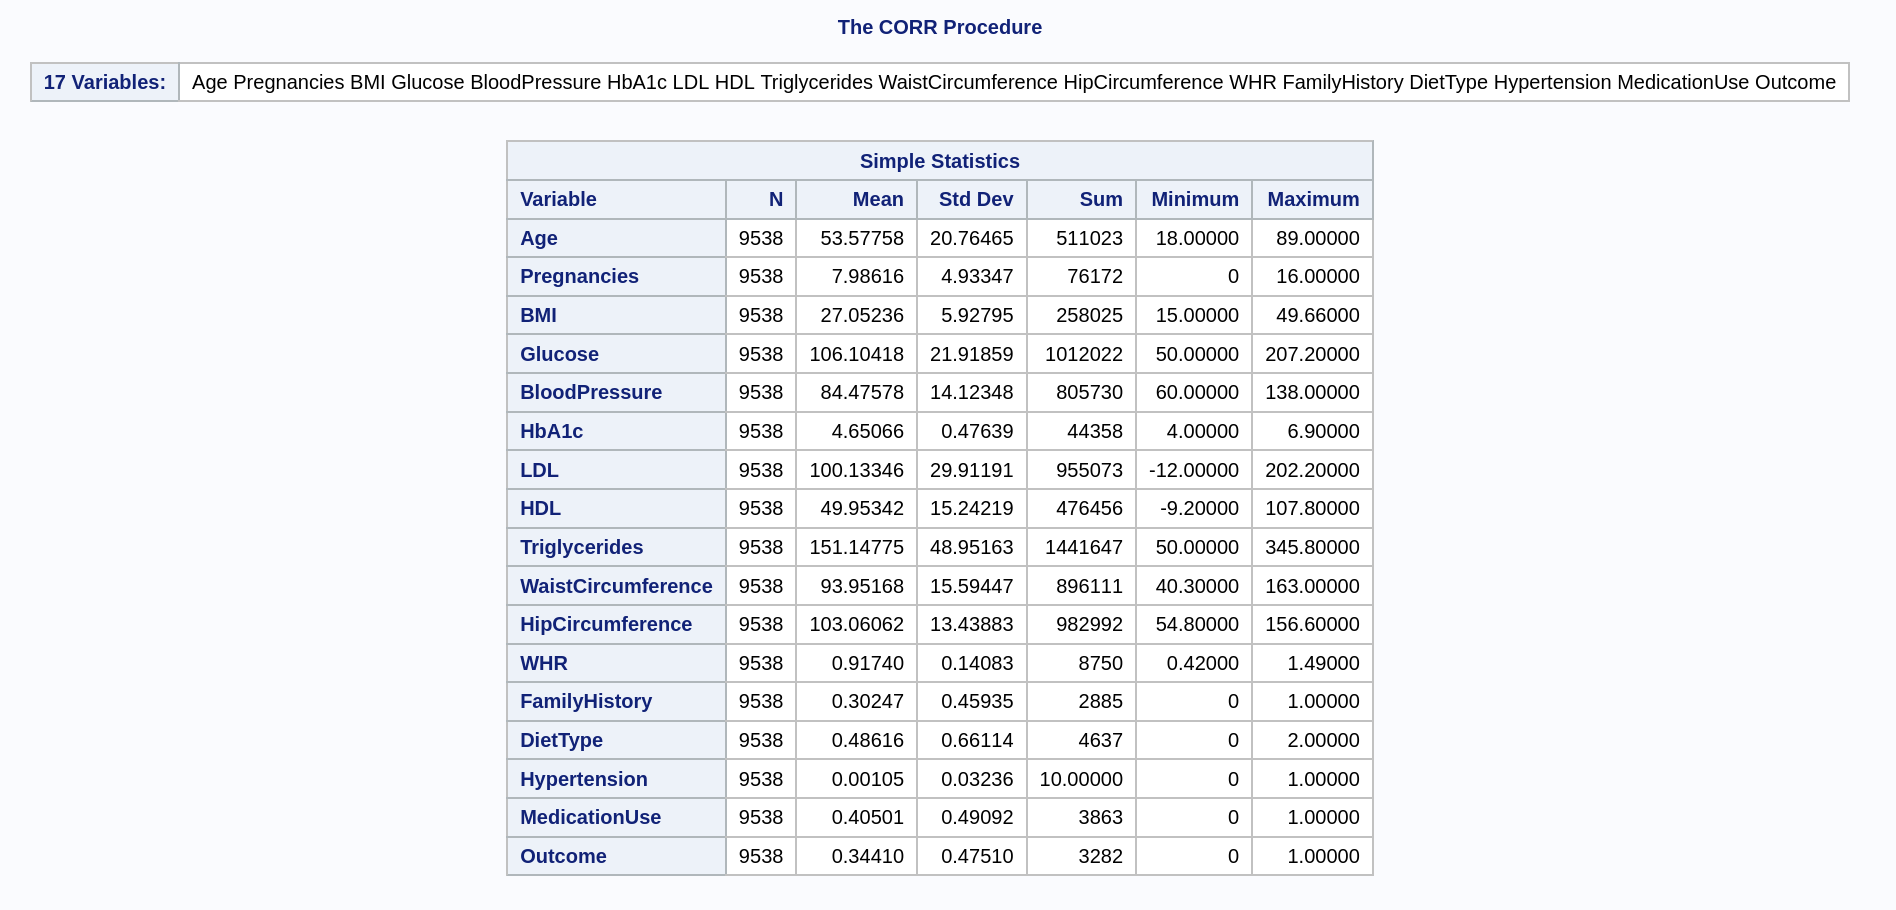 The CORR Procedure
17 Variables: Age Pregnancies BMI Glucose BloodPressure HbA1c LDL HDL Triglycerides WaistCircumference HipCircumference WHR FamilyHistory DietType Hypertension MedicationUse Outcome
Simple Statistics
Variable N Mean Std Dev Sum Minimum Maximum
Age 9538 53.57758 20.76465 511023 18.00000 89.00000
Pregnancies 9538 7.98616 4.93347 76172 0 16.00000
BMI 9538 27.05236 5.92795 258025 15.00000 49.66000
Glucose 9538 106.10418 21.91859 1012022 50.00000 207.20000
BloodPressure 9538 84.47578 14.12348 805730 60.00000 138.00000
HbA1c 9538 4.65066 0.47639 44358 4.00000 6.90000
LDL 9538 100.13346 29.91191 955073 -12.00000 202.20000
HDL 9538 49.95342 15.24219 476456 -9.20000 107.80000
Triglycerides 9538 151.14775 48.95163 1441647 50.00000 345.80000
WaistCircumference 9538 93.95168 15.59447 896111 40.30000 163.00000
HipCircumference 9538 103.06062 13.43883 982992 54.80000 156.60000
WHR 9538 0.91740 0.14083 8750 0.42000 1.49000
FamilyHistory 9538 0.30247 0.45935 2885 0 1.00000
DietType 9538 0.48616 0.66114 4637 0 2.00000
Hypertension 9538 0.00105 0.03236 10.00000 0 1.00000
MedicationUse 9538 0.40501 0.49092 3863 0 1.00000
Outcome 9538 0.34410 0.47510 3282 0 1.00000